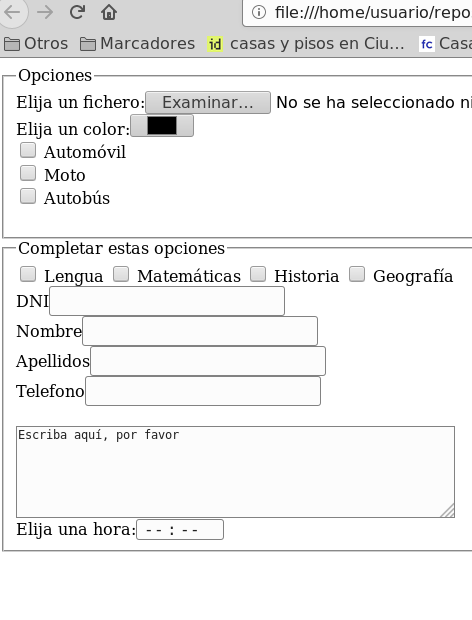 file:///home/usuario/repo
Otros Marcadores casas y pisos en Ciu... Casa
Opciones
Elija un fichero: Examinar... No se ha seleccionado ni
Elija un color:
Automóvil
Moto
Autobús
Completar estas opciones
Lengua Matemáticas Historia Geografía
DNI
Nombre
Apellidos
Telefono
Escriba aquí, por favor
Elija una hora: -- : --